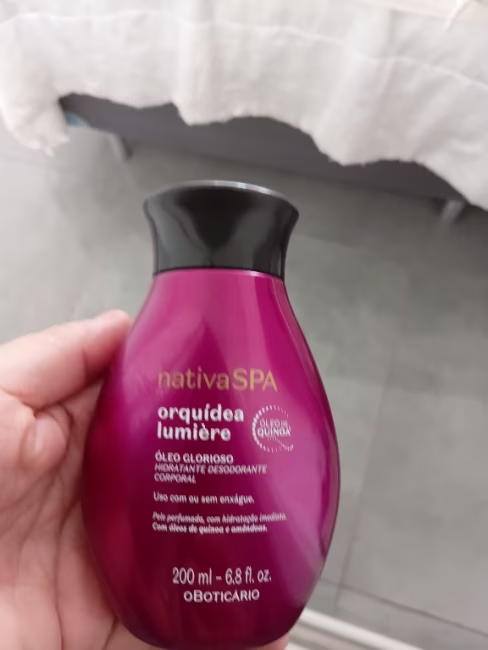 nativaSPA
orquídea
lumière
ÓLEO DE
QUINOA
ÓLEO GLORIOSO
HIDRATANTE DESODORANTE
CORPORAL
Uso com ou sem enxágue.
Pele perfumada, com hidratação imediata.
Com óleos de quinoa e amêndoas.
200 ml - 6.8 fl. oz.
oBOTICÁRIO